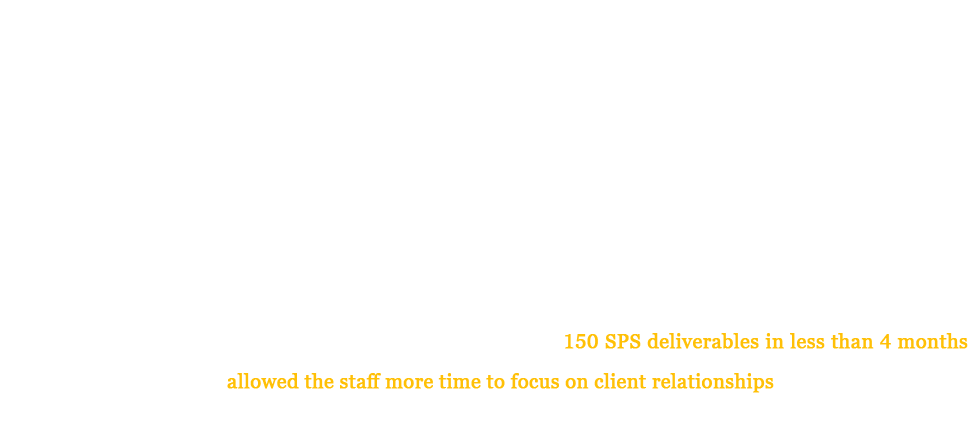 150 SPS deliverables in less than 4 months
allowed the staff more time to focus on client relationships